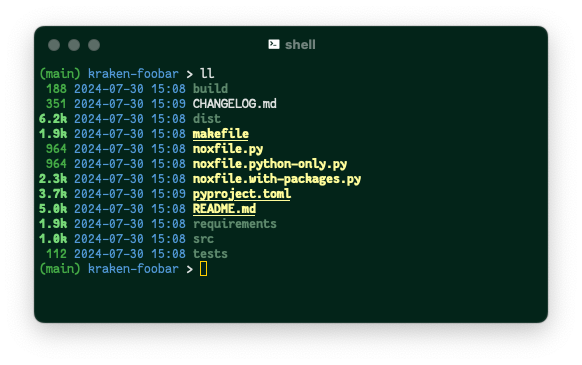 shell
(main) kraken-foobar > ll
188 2024-07-30 15:08 build
351 2024-07-30 15:09 CHANGELOG.md
6.2k 2024-07-30 15:08 dist
1.9k 2024-07-30 15:08 makefile
964 2024-07-30 15:08 noxfile.py
964 2024-07-30 15:08 noxfile.python-only.py
2.3k 2024-07-30 15:08 noxfile.with-packages.py
3.7k 2024-07-30 15:09 pyproject.toml
5.0k 2024-07-30 15:08 README.md
1.9k 2024-07-30 15:08 requirements
1.0k 2024-07-30 15:08 src
112 2024-07-30 15:08 tests
(main) kraken-foobar >